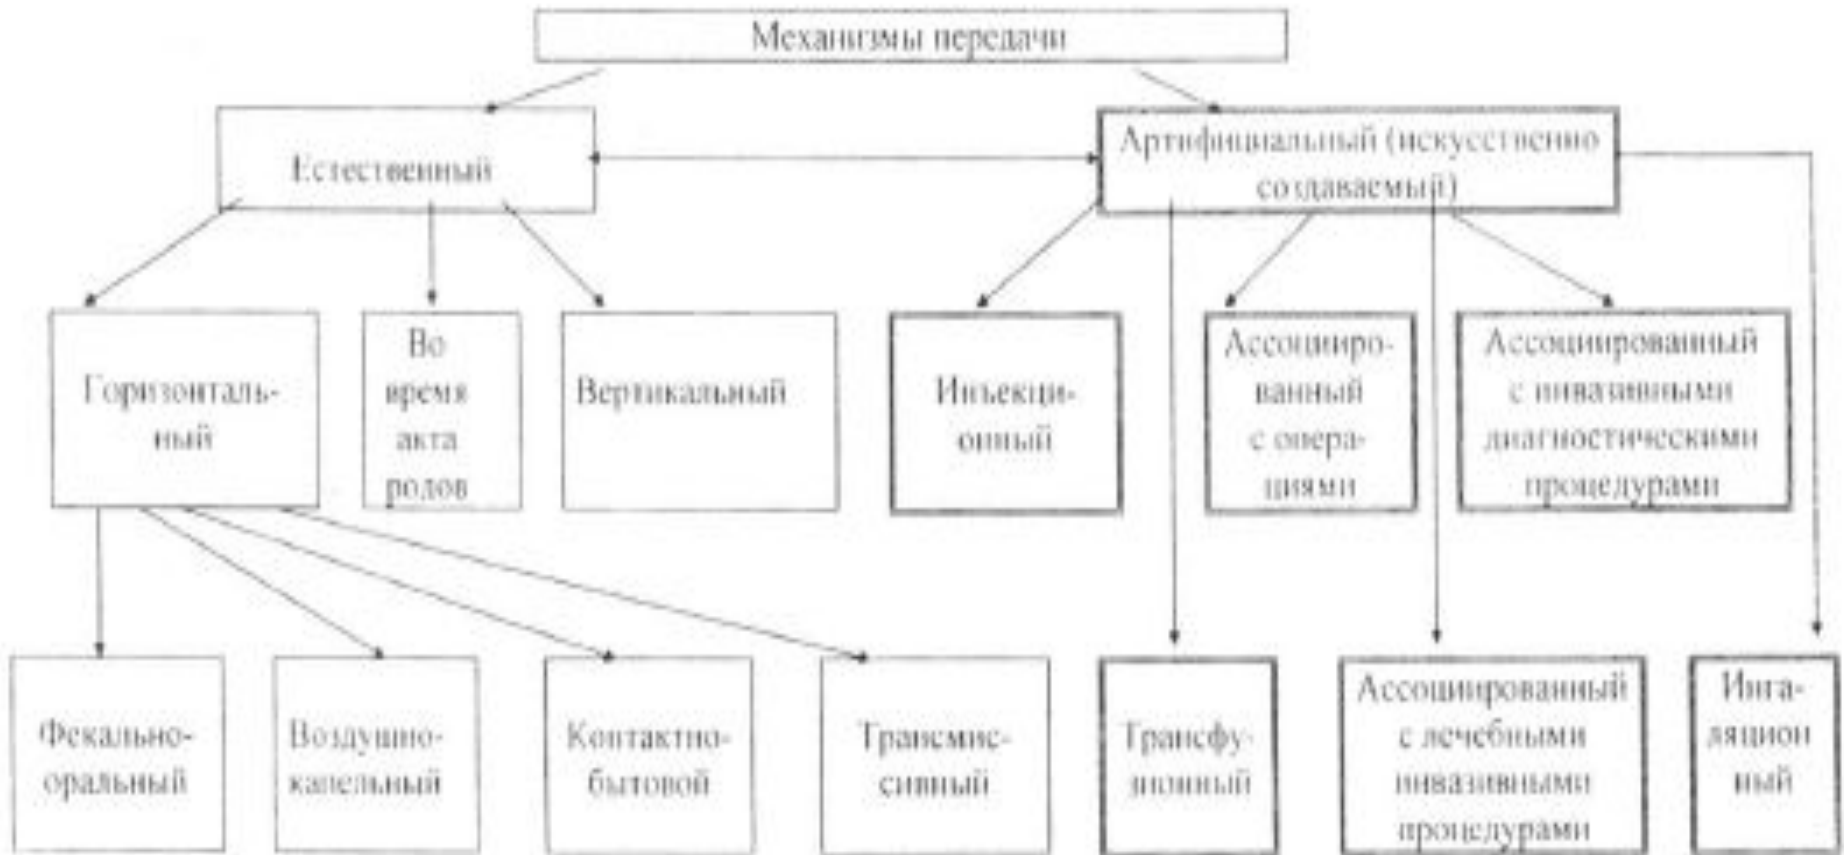 Механизмы передачи
Естественный
Артифициальный (искусственно
создаваемый)
Горизонталь-
ный
Во
время
акта
родов
Вертикальный
Инъекци-
онный
Ассоцииро-
ванный
с опера-
циями
Ассоциированный
с инвазивными
диагностическими
процедурами
Фекально-
оральный
Воздушно-
капельный
Контактно-
бытовой
Трансмис-
сивный
Трансфу-
зионный
Ассоциированный
с лечебными
инвазивными
процедурами
Инга-
ляцион
ный